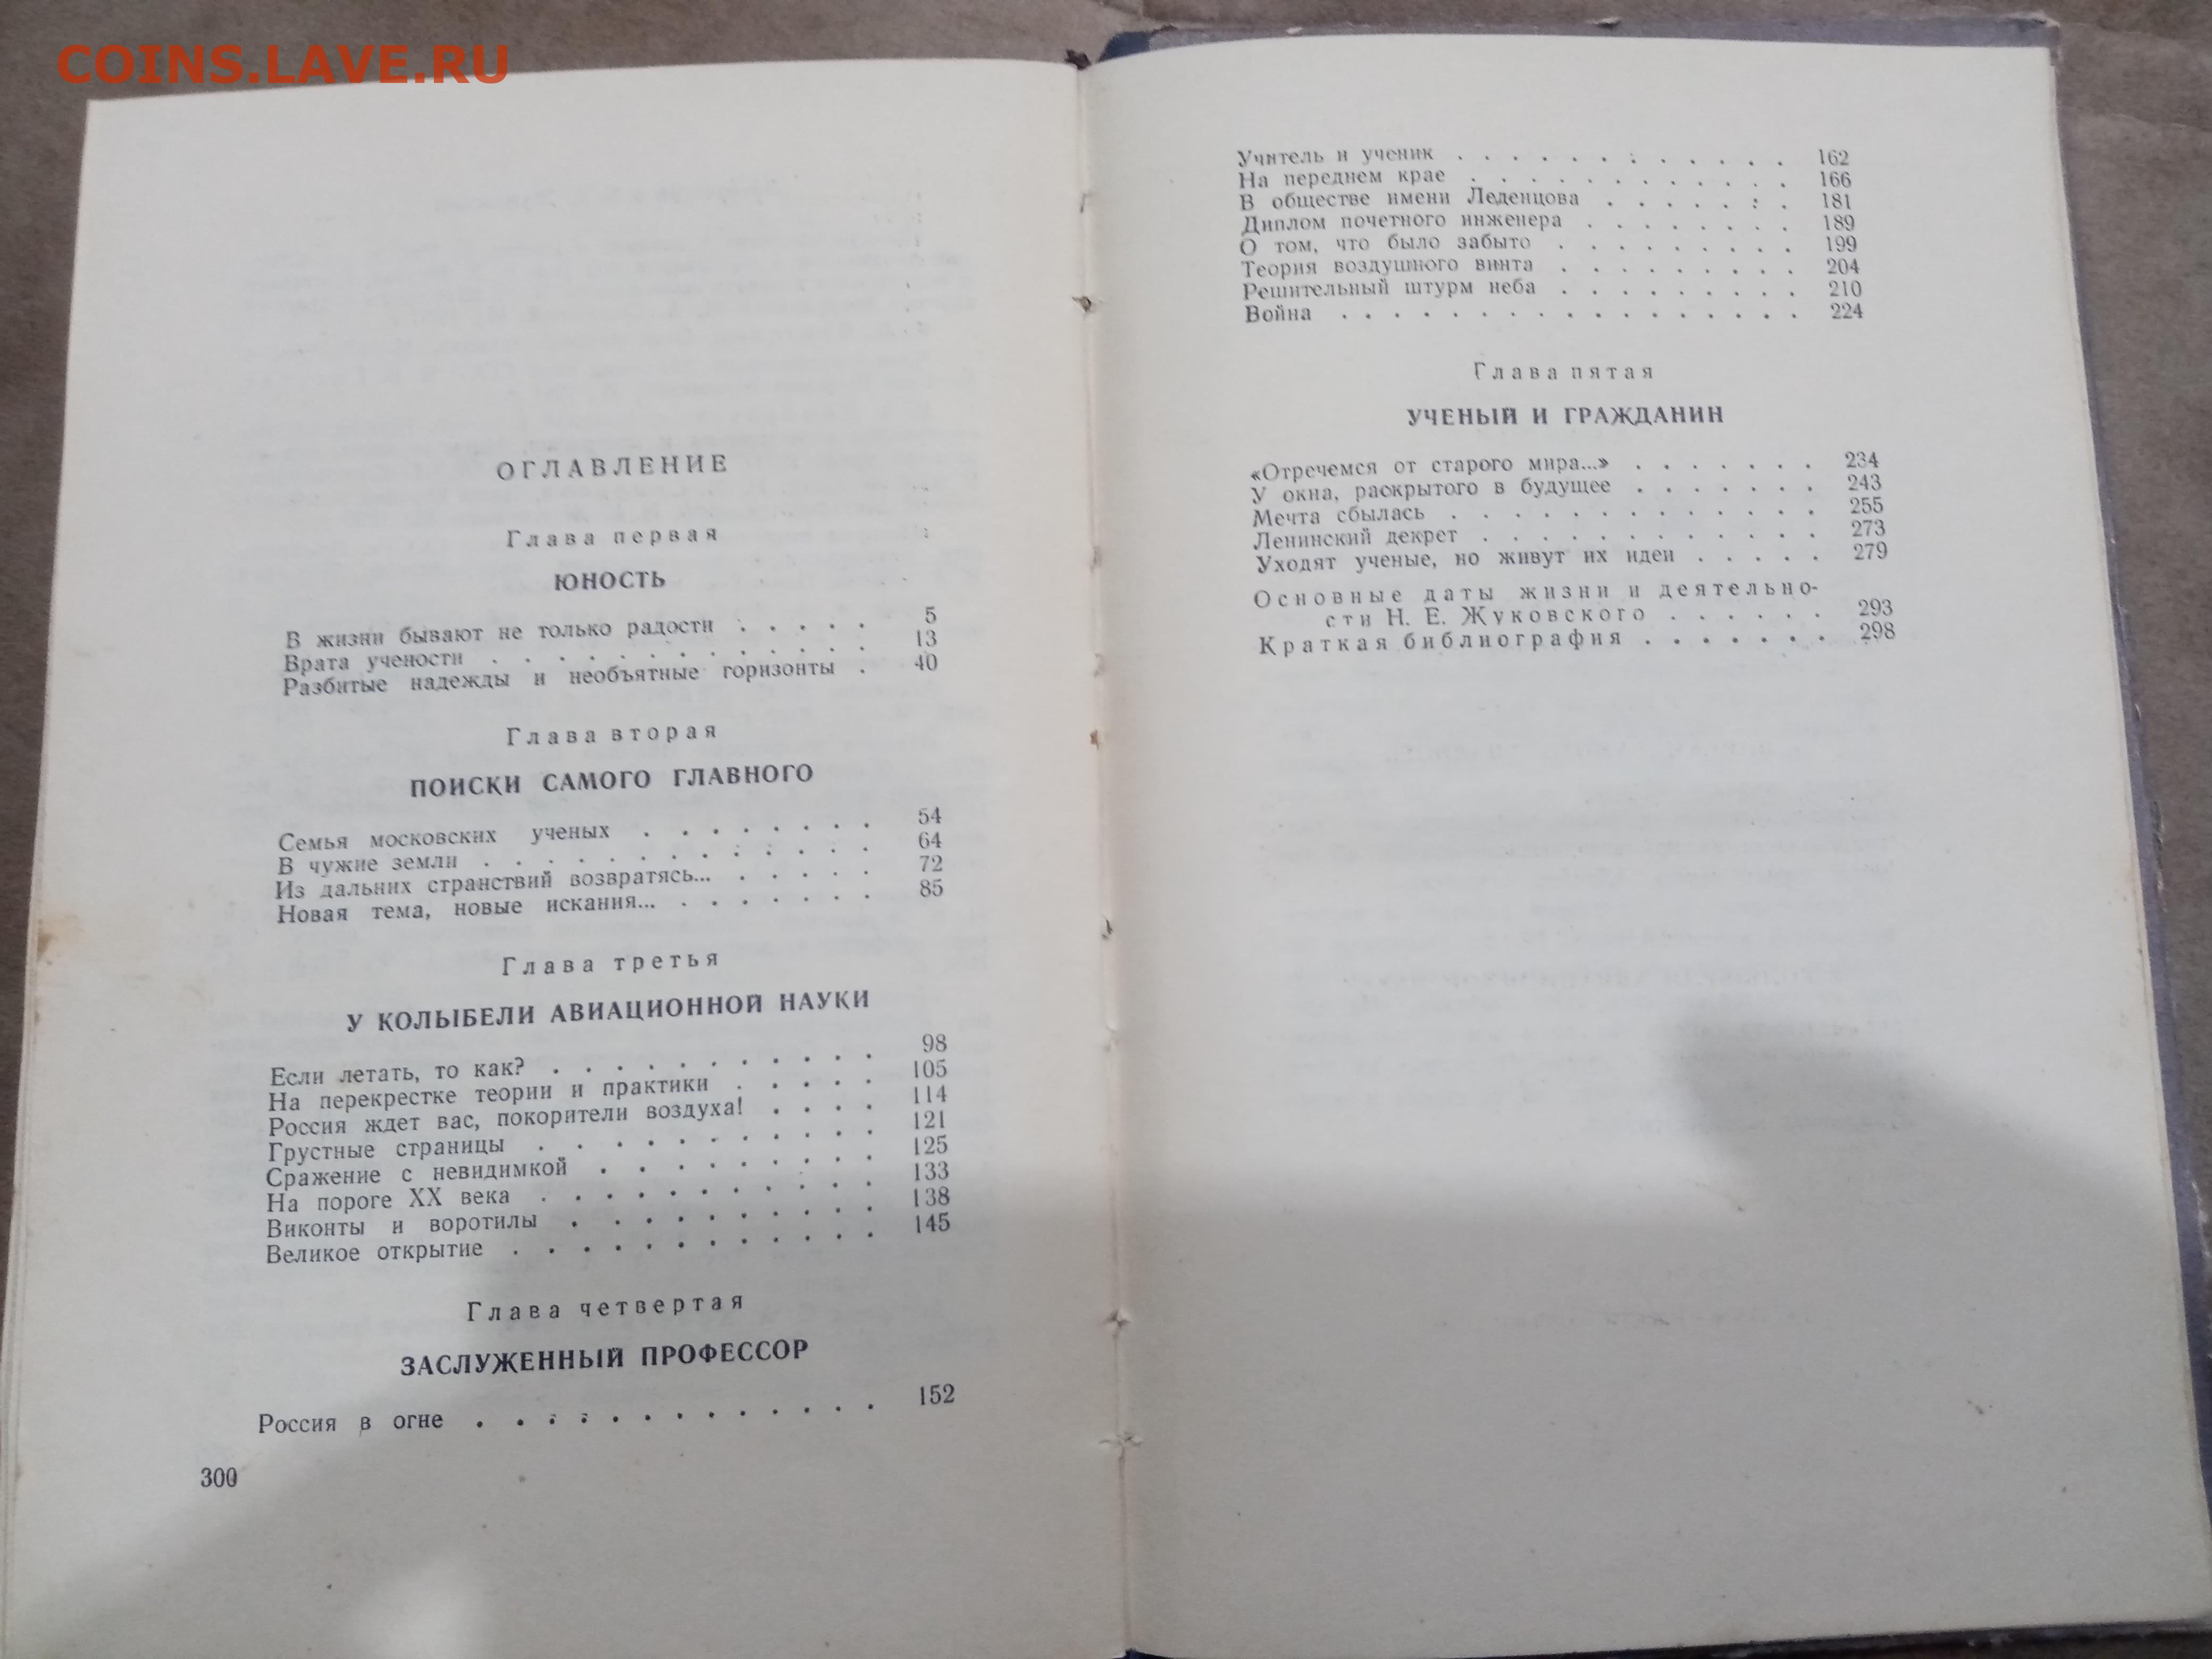 COINS.LAVE.RU
ОГЛАВЛЕНИЕ
Глава первая
ЮНОСТЬ
В жизни бывают не только радости . . . . . 5
Врата учености . . . . . . . . . . . . 13
Разбитые надежды и необъятные горизонты . 40
Глава вторая
ПОИСКИ САМОГО ГЛАВНОГО
Семья московских ученых . . . . . . . . 54
В чужие земли . . . . . . . . . . . . . 64
Из дальних странствий возвратясь... . . . . . 72
Новая тема, новые искания... . . . . . . . 85
Глава третья
У КОЛЫБЕЛИ АВИАЦИОННОЙ НАУКИ
Если летать, то как? . . . . . . . . . . . 98
На перекрестке теории и практики . . . . . 105
Россия ждет вас, покорители воздуха! . . . . 114
Грустные страницы . . . . . . . . . . . 121
Сражение с невидимкой . . . . . . . . . 125
На пороге XX века . . . . . . . . . . . 133
Виконты и воротилы . . . . . . . . . . 138
Великое открытие . . . . . . . . . . . . 145
Глава четвертая
ЗАСЛУЖЕННЫЙ ПРОФЕССОР
Россия в огне . . . . . . . . . . . . . 152
300
Учитель и ученик . . . . . . . . . . . . 162
На переднем крае . . . . . . . . . . . . 166
В обществе имени Леденцова . . . . . . . 181
Диплом почетного инженера . . . . . . . . 189
О том, что было забыто . . . . . . . . . 199
Теория воздушного винта . . . . . . . . . 204
Решительный штурм неба . . . . . . . . . 210
Война . . . . . . . . . . . . . . . . . 224
Глава пятая
УЧЕНЫЙ И ГРАЖДАНИН
«Отречемся от старого мира...» . . . . . . . 234
У окна, раскрытого в будущее . . . . . . . 243
Мечта сбылась . . . . . . . . . . . . . 255
Ленинский декрет . . . . . . . . . . . . 273
Уходят ученые, но живут их идеи . . . . . 279
Основные даты жизни и деятельно-
сти Н. Е. Жуковского . . . . . . 293
Краткая библиография . . . . . . . 298